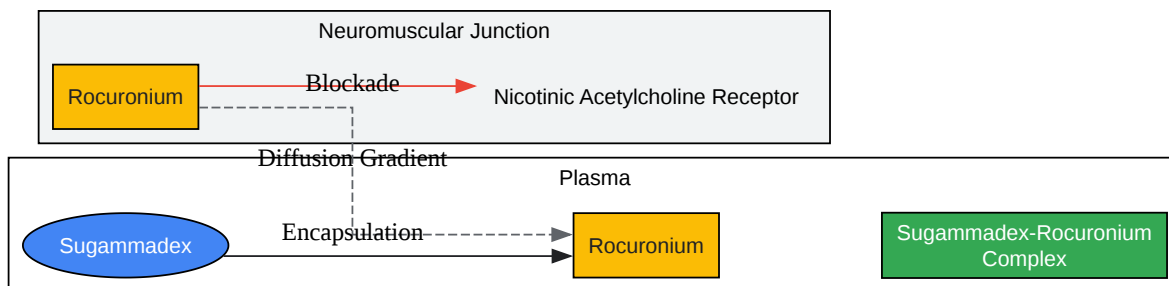 Neuromuscular Junction
Rocuronium
Blockade
Nicotinic Acetylcholine Receptor
Diffusion Gradient
Plasma
Sugammadex
Encapsulation
Rocuronium
Sugammadex-Rocuronium
Complex